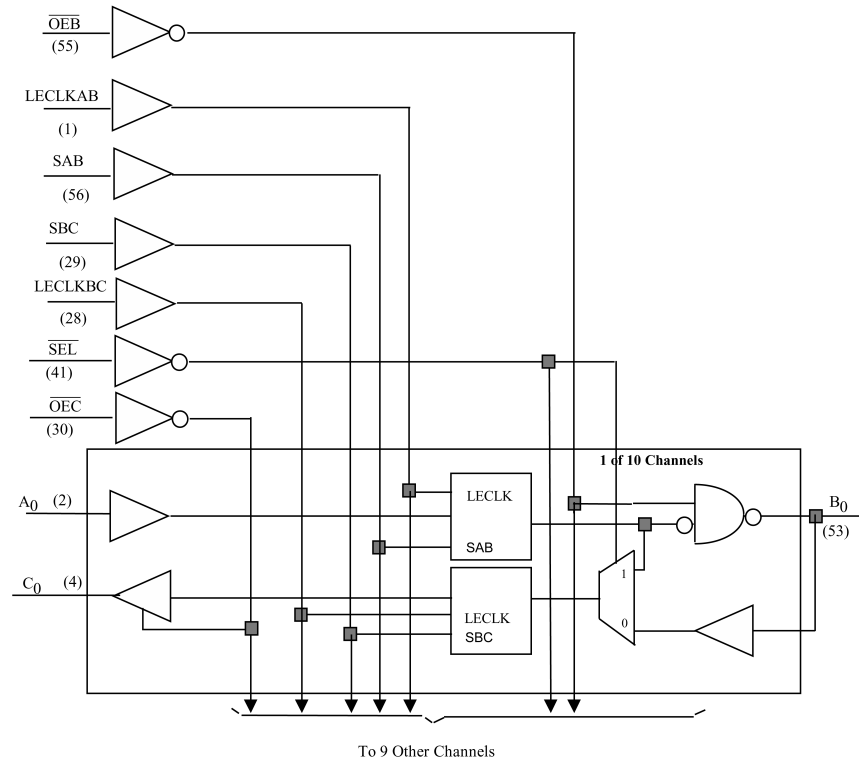 OEB
(55)
LECLKAB
(1)
SAB
(56)
SBC
(29)
LECLKBC
(28)
SEL
(41)
OEC
(30)
1 of 10 Channels
A0 (2)
LECLK
SAB
B0
(53)
C0 (4)
LECLK
SBC
1
0
To 9 Other Channels